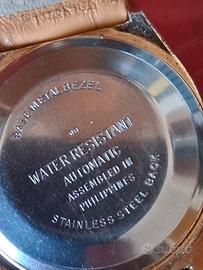 BASE METAL BEZEL
WATER RESISTANT
AUTOMATIC
ASSEMBLED IN
PHILIPPINES
STAINLESS STEEL BACK